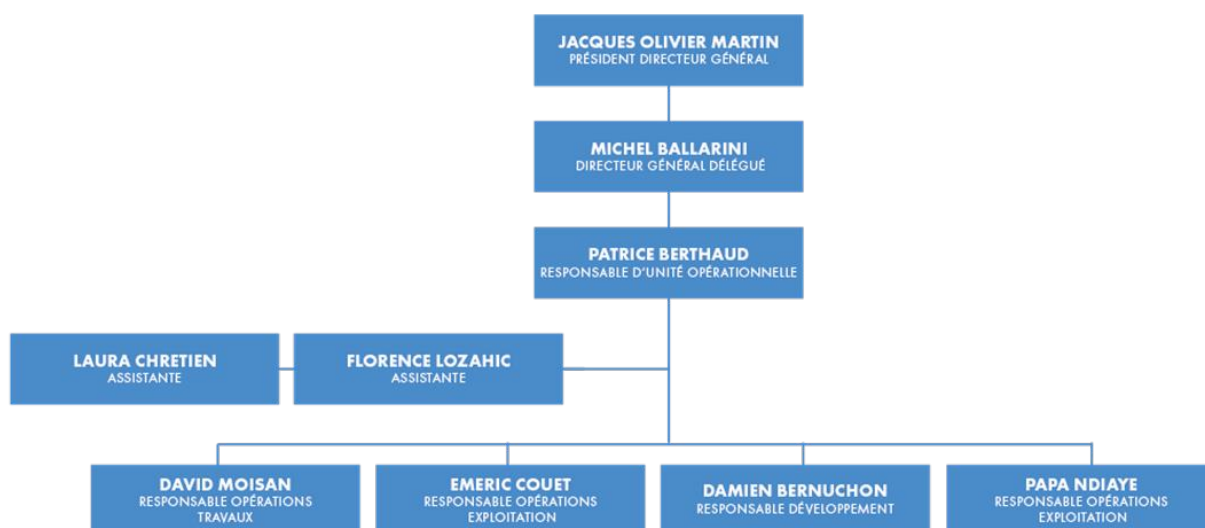 JACQUES OLIVIER MARTIN
PRÉSIDENT DIRECTEUR GÉNÉRAL
MICHEL BALLARINI
DIRECTEUR GÉNÉRAL DÉLÉGUÉ
PATRICE BERTHAUD
RESPONSABLE D'UNITÉ OPÉRATIONNELLE
LAURA CHRETIEN
ASSISTANTE
FLORENCE LOZAHIC
ASSISTANTE
DAVID MOISAN
RESPONSABLE OPÉRATIONS
TRAVAUX
EMERIC COUET
RESPONSABLE OPÉRATIONS
EXPLOITATION
DAMIEN BERNUCHON
RESPONSABLE DÉVELOPPEMENT
PAPA NDIAYE
RESPONSABLE OPÉRATIONS
EXPLOITATION